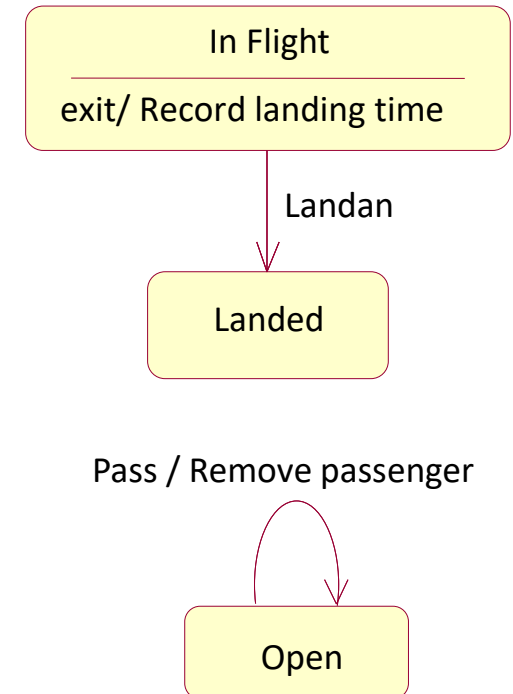 In Flight
exit/ Record landing time
Landan
Landed
Pass / Remove passenger
Open